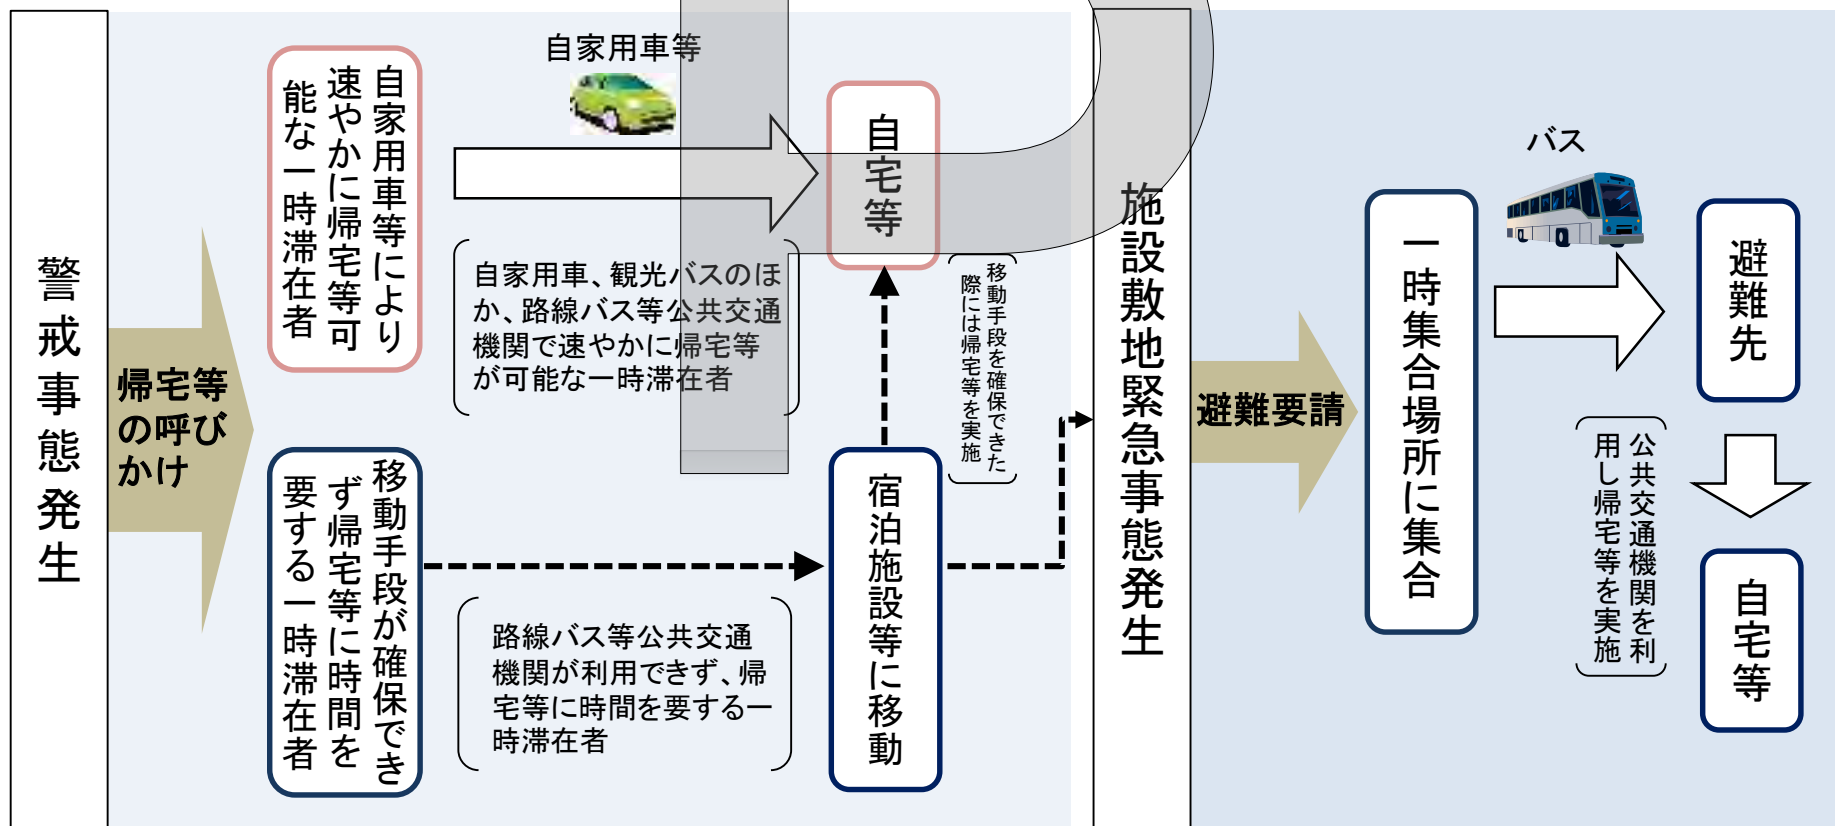 警戒事態発生
帰宅等
の呼び
かけ
自家用車等により
速やかに帰宅等可
能な一時滞在者
自家用車等
自家用車、観光バスのほ
か、路線バス等公共交通
機関で速やかに帰宅等
が可能な一時滞在者
自宅等
移動手段を確保できた
際には帰宅等を実施
移動手段が確保でき
ず帰宅等に時間を
要する一時滞在者
路線バス等公共交通
機関が利用できず、帰
宅等に時間を要する一
時滞在者
宿泊施設等に移動
施設敷地緊急事態発生
避難要請
一時集合場所に集合
バス
避難先
公共交通機関を利
用し帰宅等を実施
自宅等